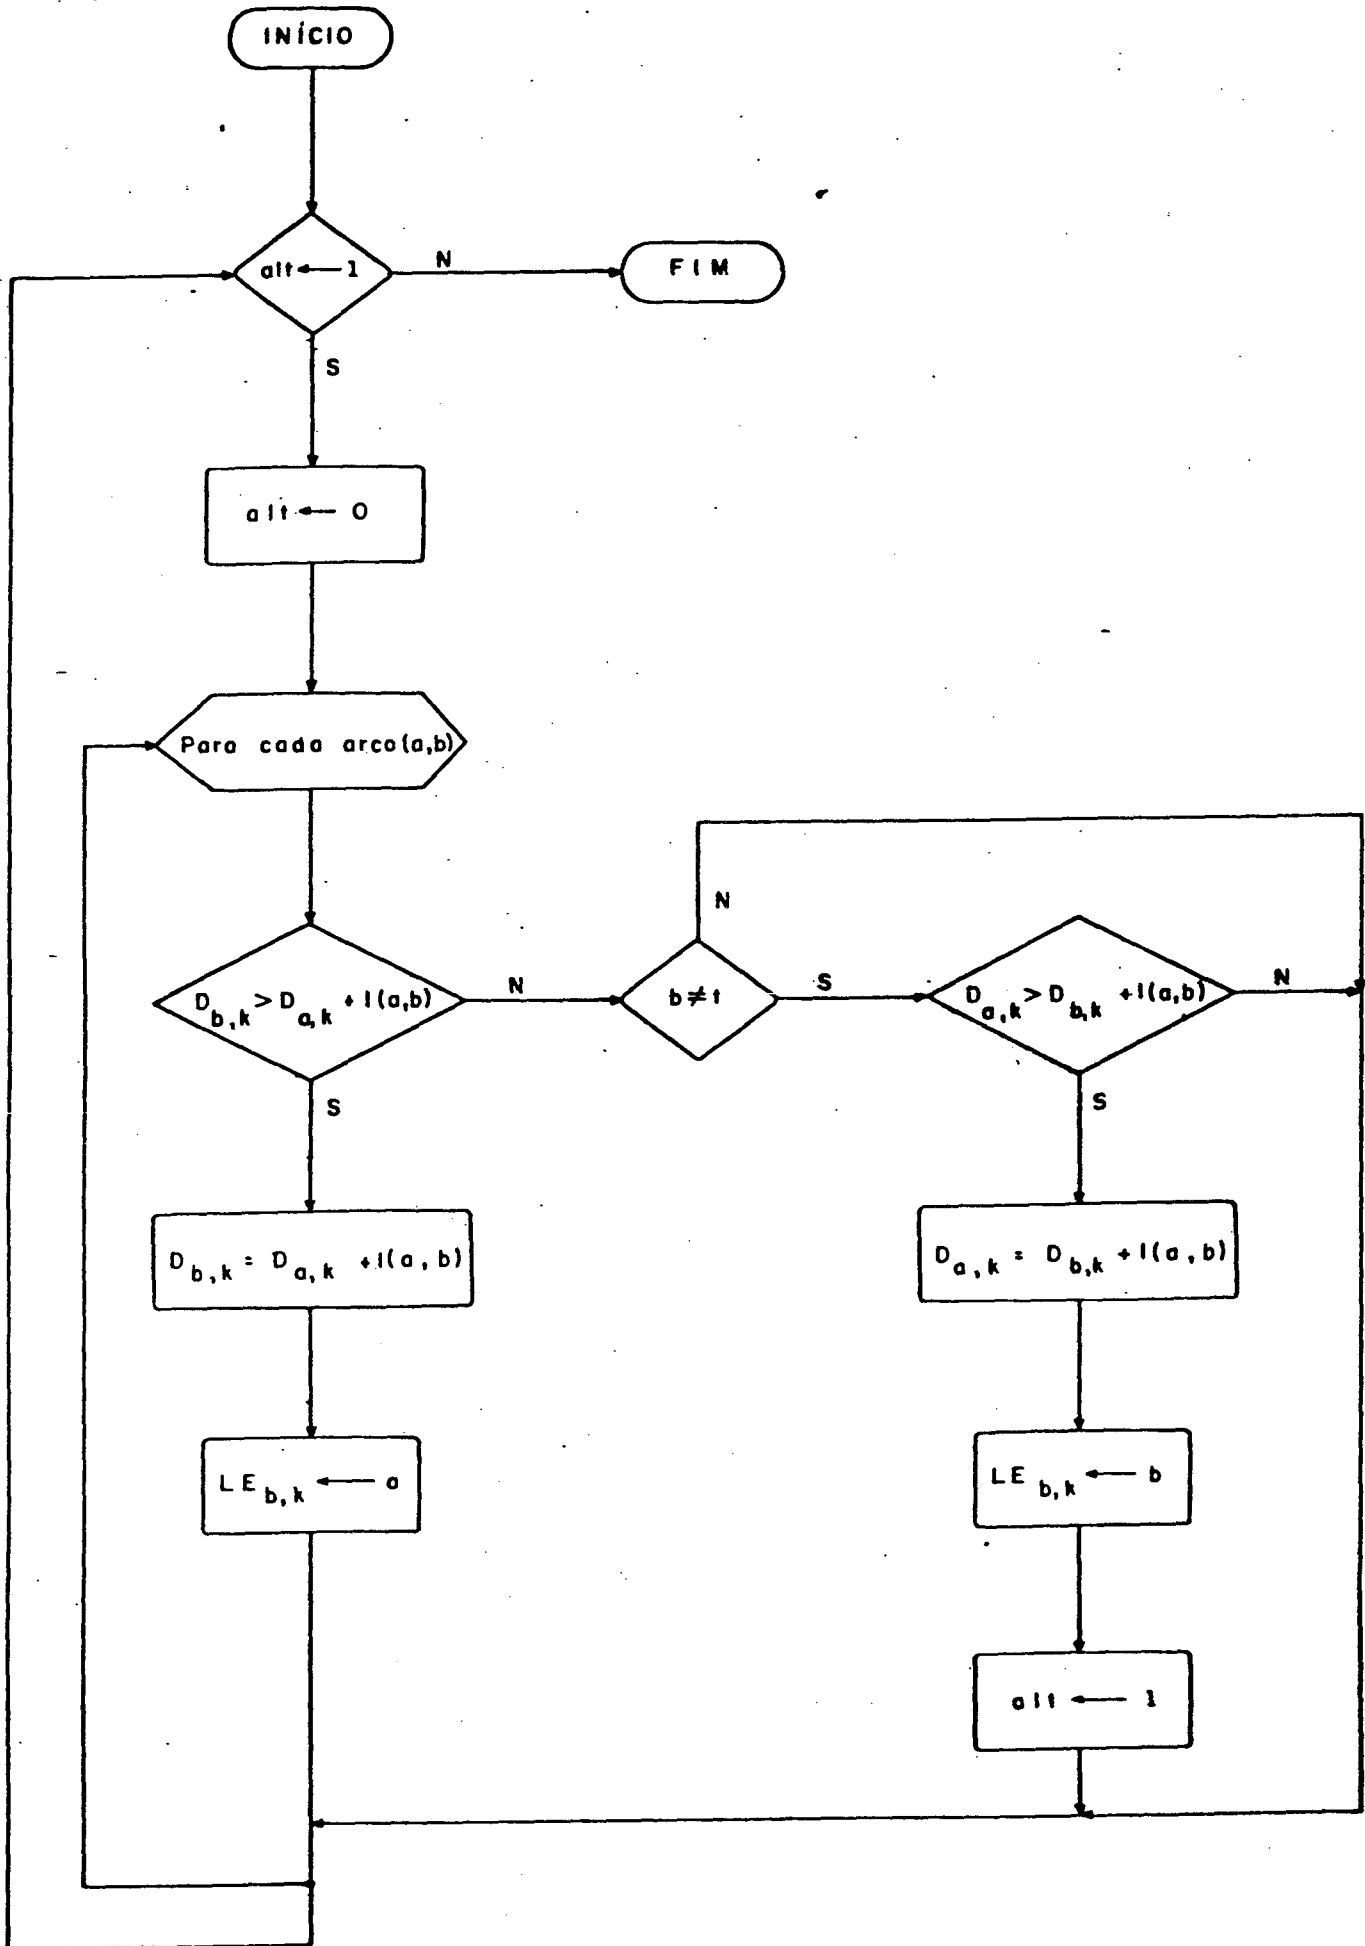 INÍCIO
alt ← 1
N
FIM
S
alt ← 0
Para cada arco(a,b)
N
D b,k > D a,k + l(a,b)
N
b ≠ t
S
D a,k > D b,k + l(a,b)
N
S
S
D b,k = D a,k + l(a,b)
D a,k = D b,k + l(a,b)
LE b,k ← a
LE b,k ← b
alt ← 1